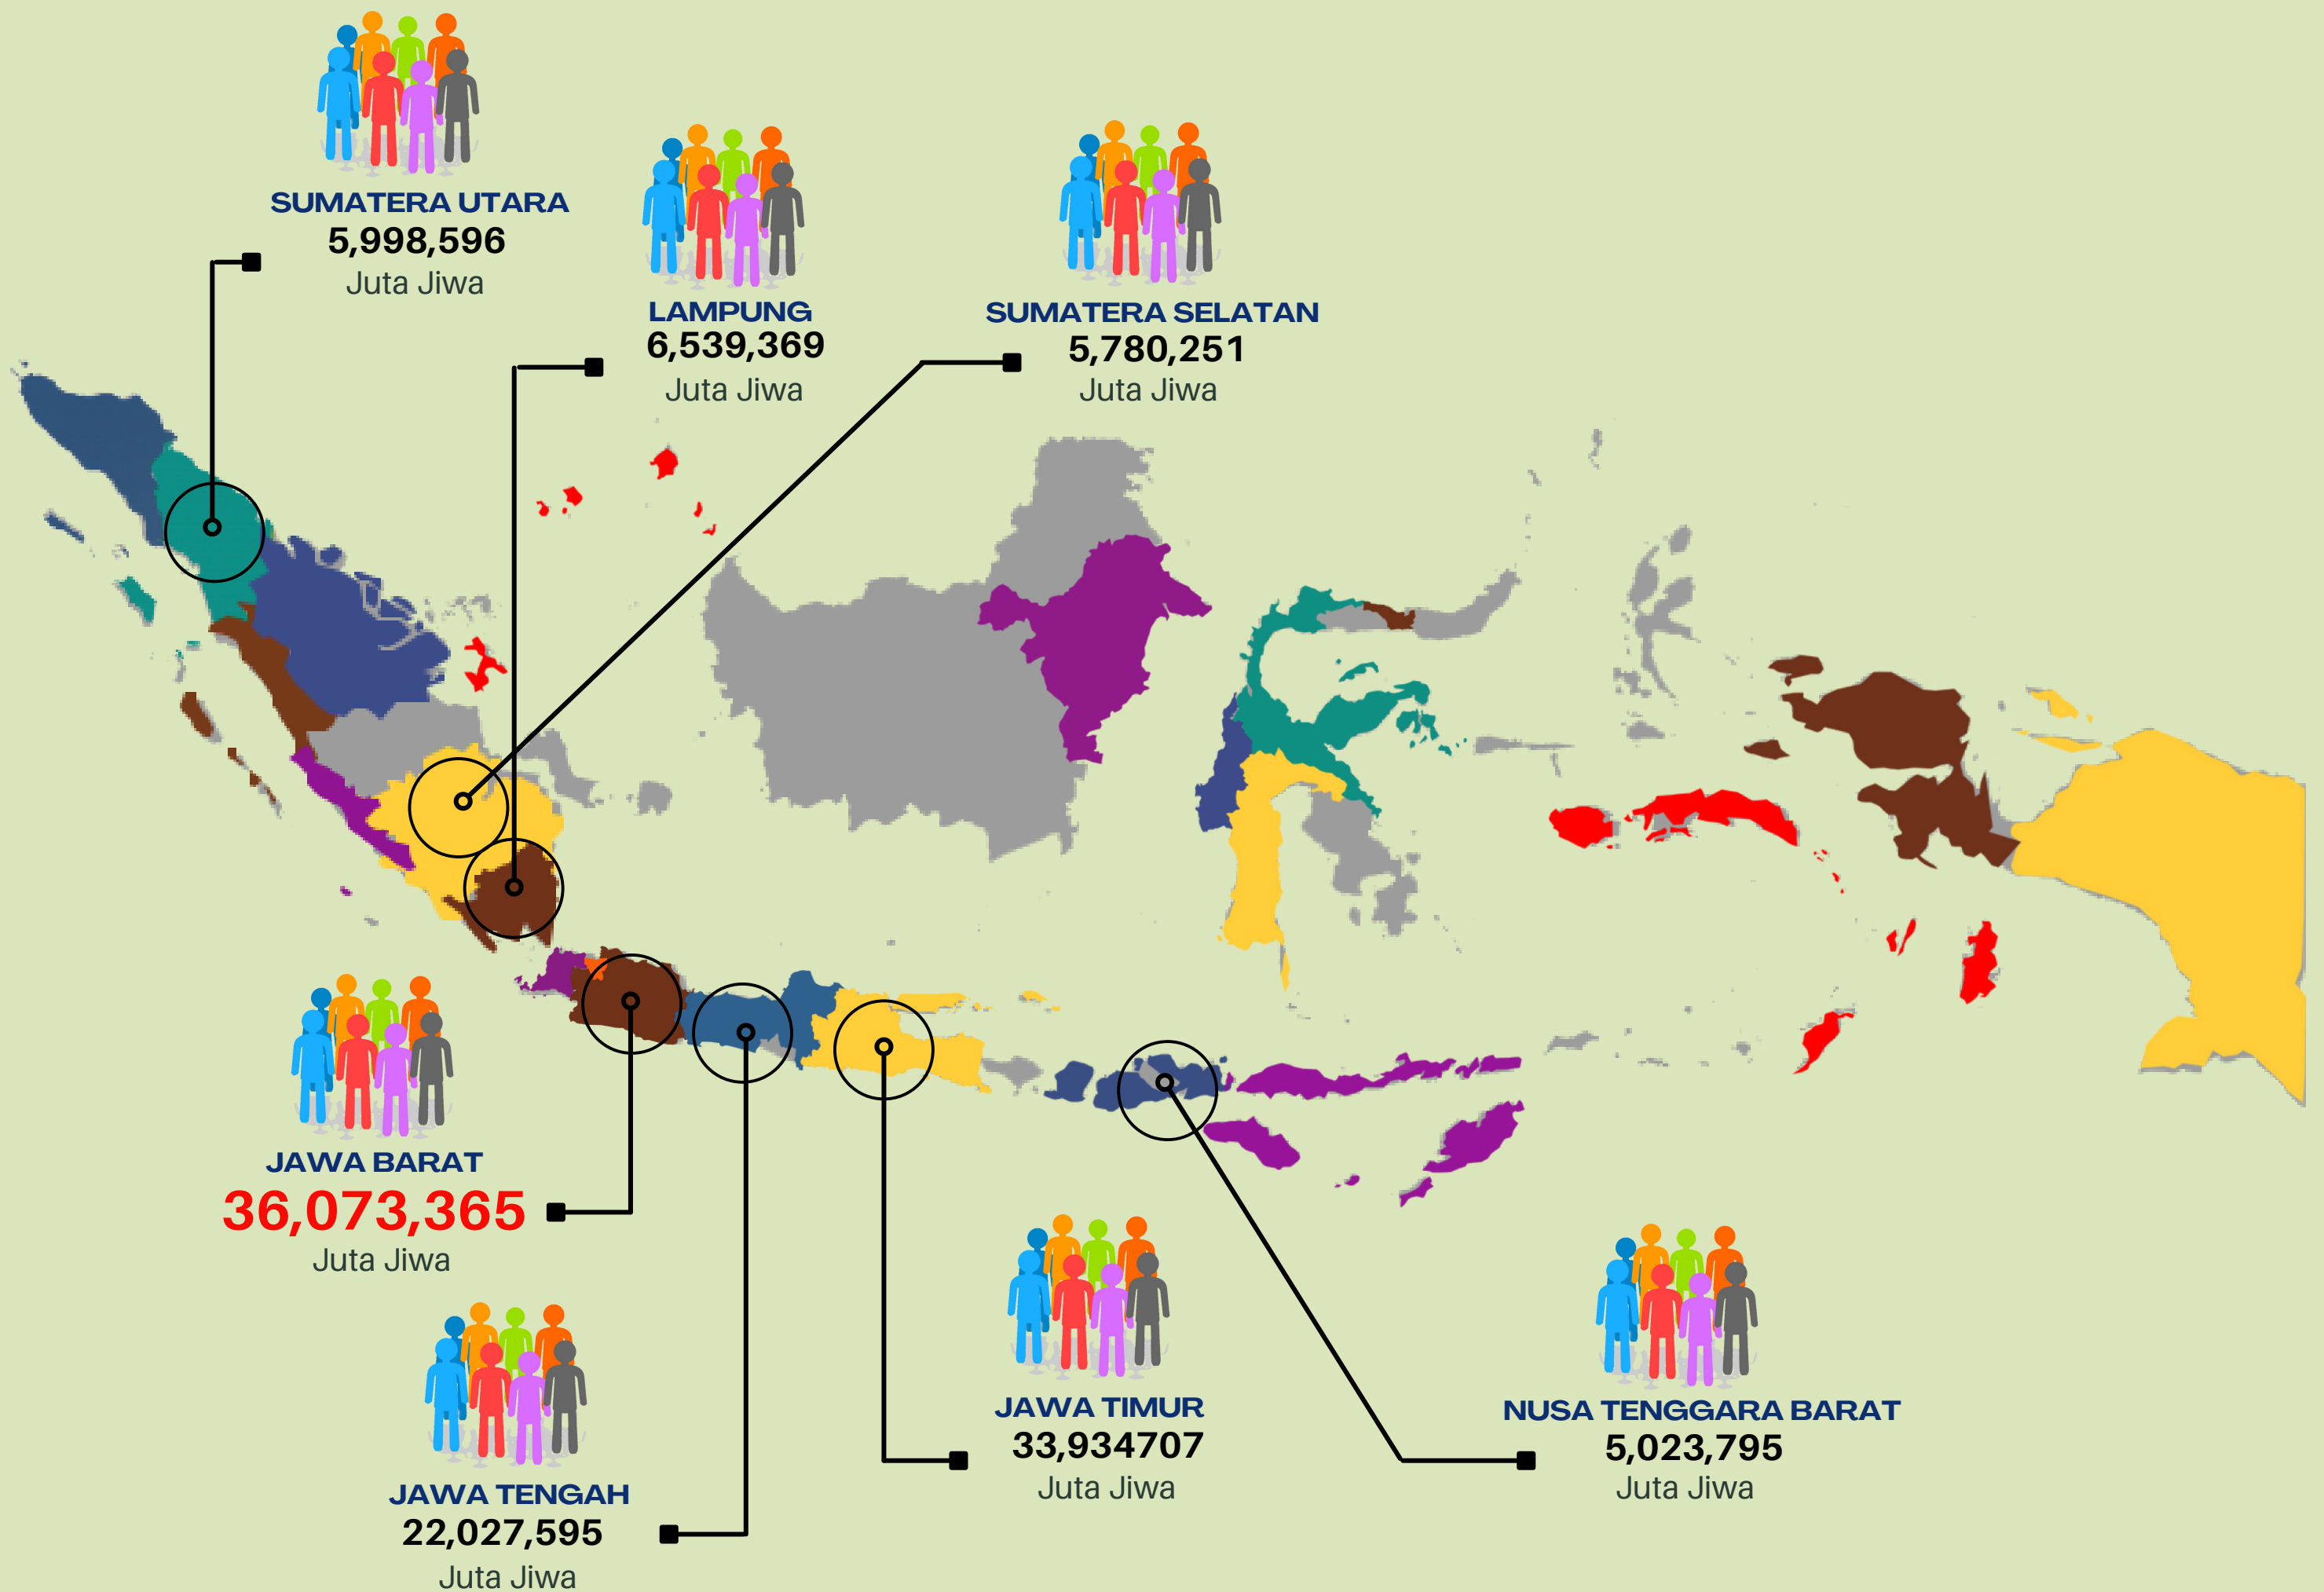 SUMATERA UTARA
5,998,596
Juta Jiwa
LAMPUNG
6,539,369
Juta Jiwa
SUMATERA SELATAN
5,780,251
Juta Jiwa
JAWA BARAT
36,073,365
Juta Jiwa
JAWA TENGAH
22,027,595
Juta Jiwa
JAWA TIMUR
33,934707
Juta Jiwa
NUSA TENGGARA BARAT
5,023,795
Juta Jiwa